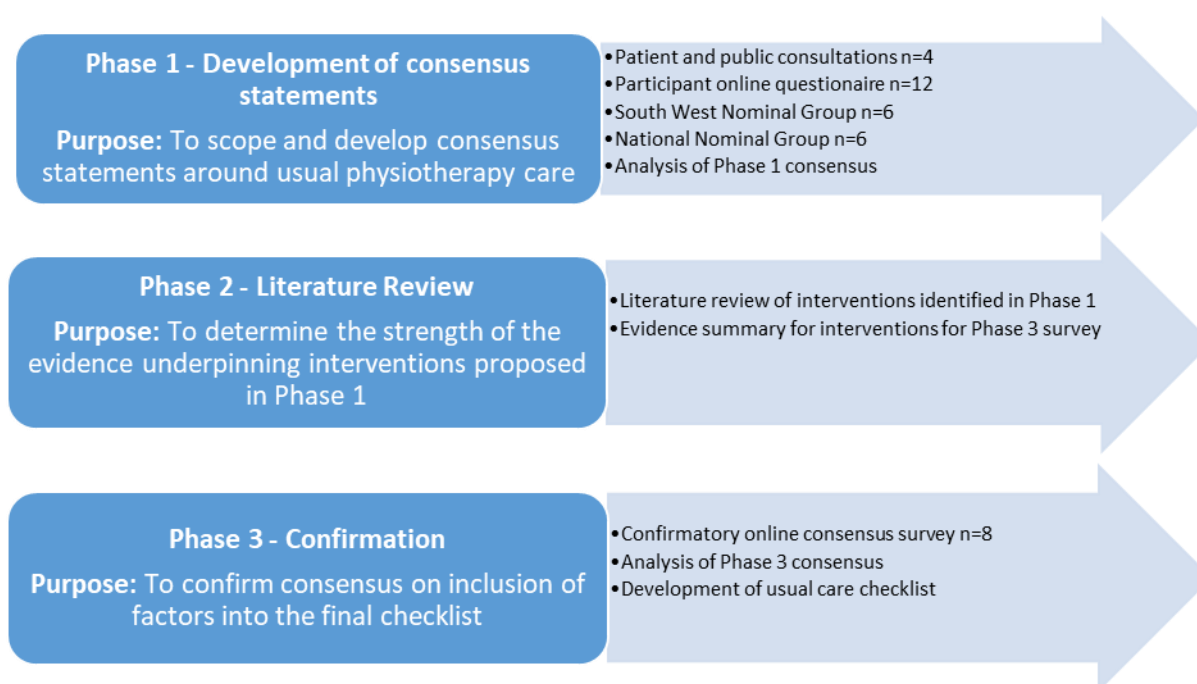 Phase 1 - Development of consensus
statements
Purpose: To scope and develop consensus
statements around usual physiotherapy care
•Patient and public consultations n=4
•Participant online questionaire n=12
•South West Nominal Group n=6
•National Nominal Group n=6
•Analysis of Phase 1 consensus
Phase 2 - Literature Review
Purpose: To determine the strength of the
evidence underpinning interventions proposed
in Phase 1
•Literature review of interventions identified in Phase 1
•Evidence summary for interventions for Phase 3 survey
Phase 3 - Confirmation
Purpose: To confirm consensus on inclusion of
factors into the final checklist
•Confirmatory online consensus survey n=8
•Analysis of Phase 3 consensus
•Development of usual care checklist